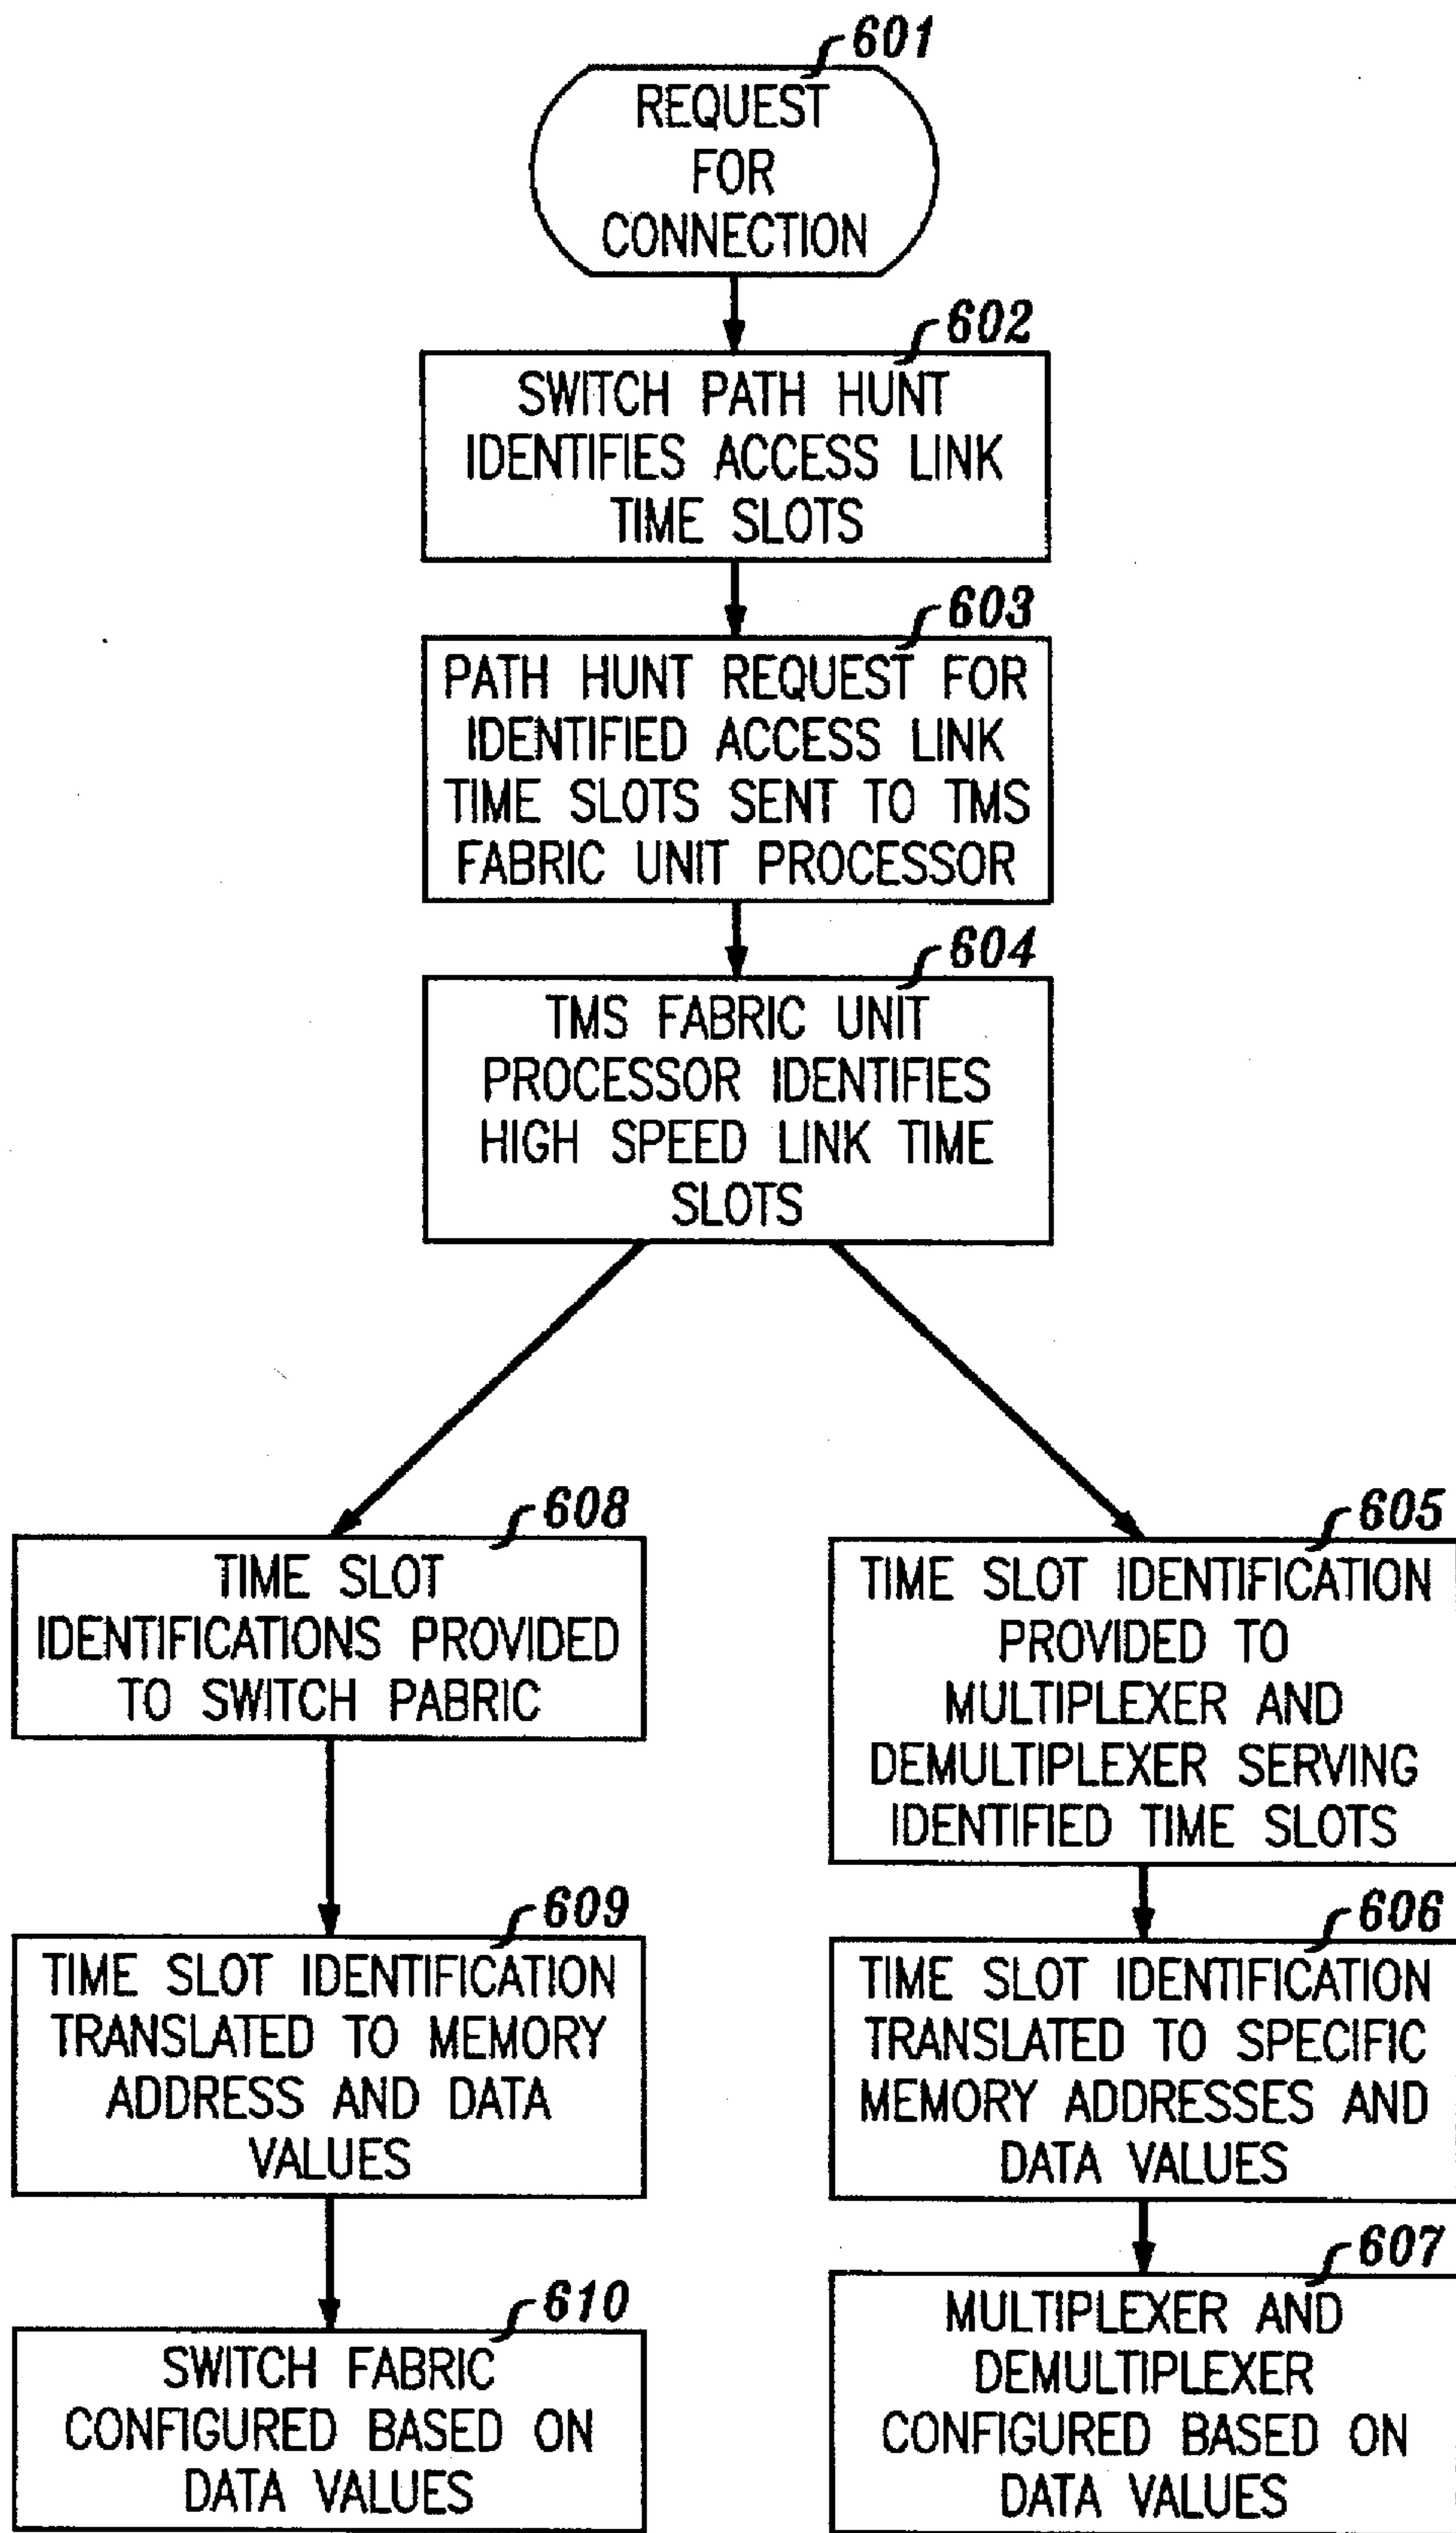 601
REQUEST
FOR
CONNECTION
602
SWITCH PATH HUNT
IDENTIFIES ACCESS LINK
TIME SLOTS
603
PATH HUNT REQUEST FOR
IDENTIFIED ACCESS LINK
TIME SLOTS SENT TO TMS
FABRIC UNIT PROCESSOR
604
TMS FABRIC UNIT
PROCESSOR IDENTIFIES
HIGH SPEED LINK TIME
SLOTS
608
TIME SLOT
IDENTIFICATIONS PROVIDED
TO SWITCH PABRIC
609
TIME SLOT IDENTIFICATION
TRANSLATED TO MEMORY
ADDRESS AND DATA
VALUES
610
SWITCH FABRIC
CONFIGURED BASED ON
DATA VALUES
605
TIME SLOT IDENTIFICATION
PROVIDED TO
MULTIPLEXER AND
DEMULTIPLEXER SERVING
IDENTIFIED TIME SLOTS
606
TIME SLOT IDENTIFICATION
TRANSLATED TO SPECIFIC
MEMORY ADDRESSES AND
DATA VALUES
607
MULTIPLEXER AND
DEMULTIPLEXER
CONFIGURED BASED ON
DATA VALUES